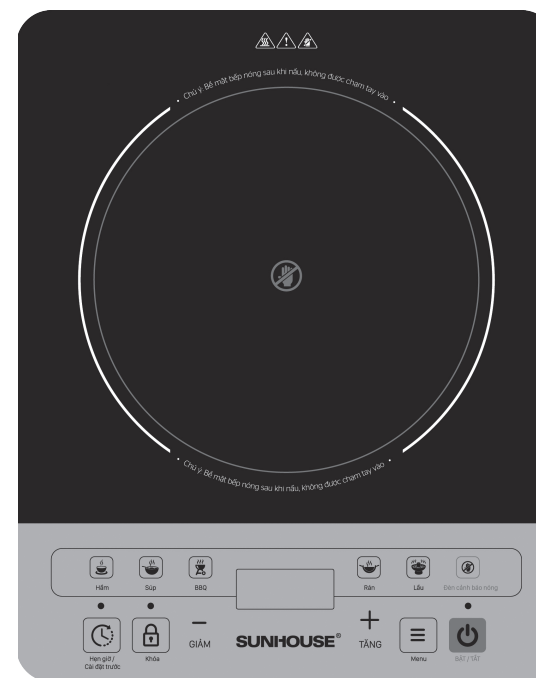 Chú ý: Bề mặt bếp nóng sau khi nấu, không được chạm tay vào
Chú ý: Bề mặt bếp nóng sau khi nấu, không được chạm tay vào
Hầm Súp BBQ Rán Lẩu Đèn cảnh báo nóng
GIẢM SUNHOUSE® TĂNG
Hẹn giờ / Khóa Menu BẬT / TẮT
Cài đặt trước